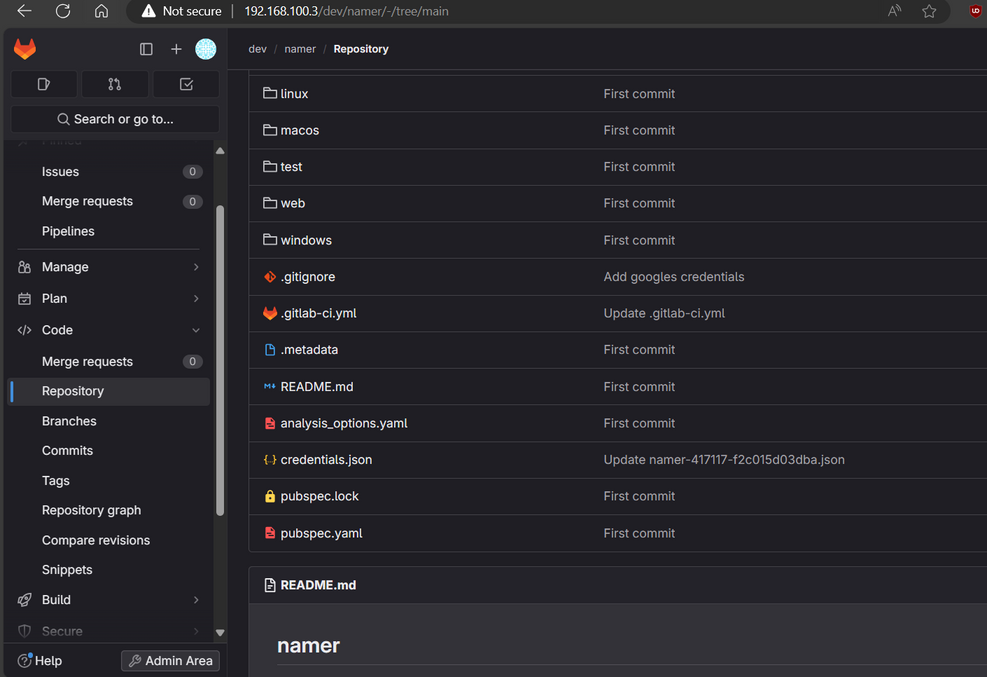 Not secure 192.168.100.3/dev/namer/-/tree/main
dev / namer / Repository
Search or go to...
Pinned
Issues 0
Merge requests 0
Pipelines
Manage
Plan
Code
Merge requests 0
Repository
Branches
Commits
Tags
Repository graph
Compare revisions
Snippets
Build
Secure
Help
Admin Area
linux First commit
macos First commit
test First commit
web First commit
windows First commit
.gitignore Add googles credentials
.gitlab-ci.yml Update .gitlab-ci.yml
.metadata First commit
README.md First commit
analysis_options.yaml First commit
credentials.json Update namer-417117-f2c015d03dba.json
pubspec.lock First commit
pubspec.yaml First commit
README.md
namer